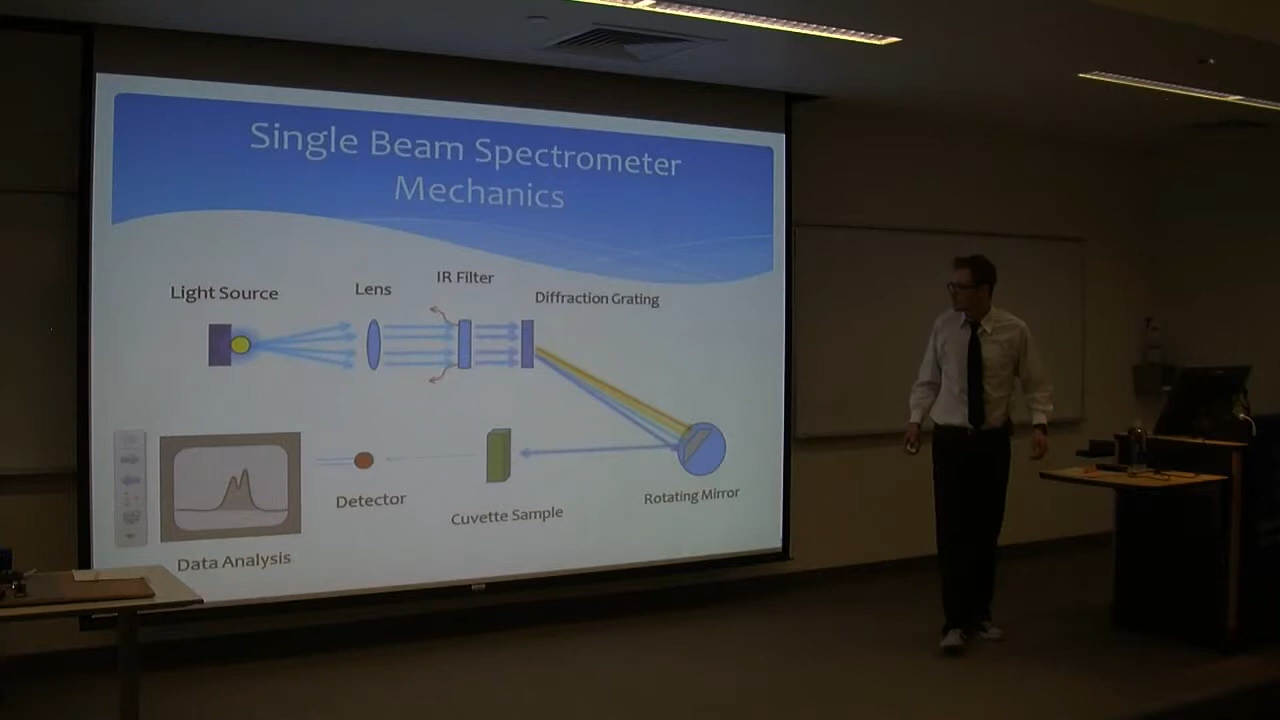 Single Beam Spectrometer
Mechanics
Light Source
Lens
IR Filter
Diffraction Grating
Data Analysis
Detector
Cuvette Sample
Rotating Mirror